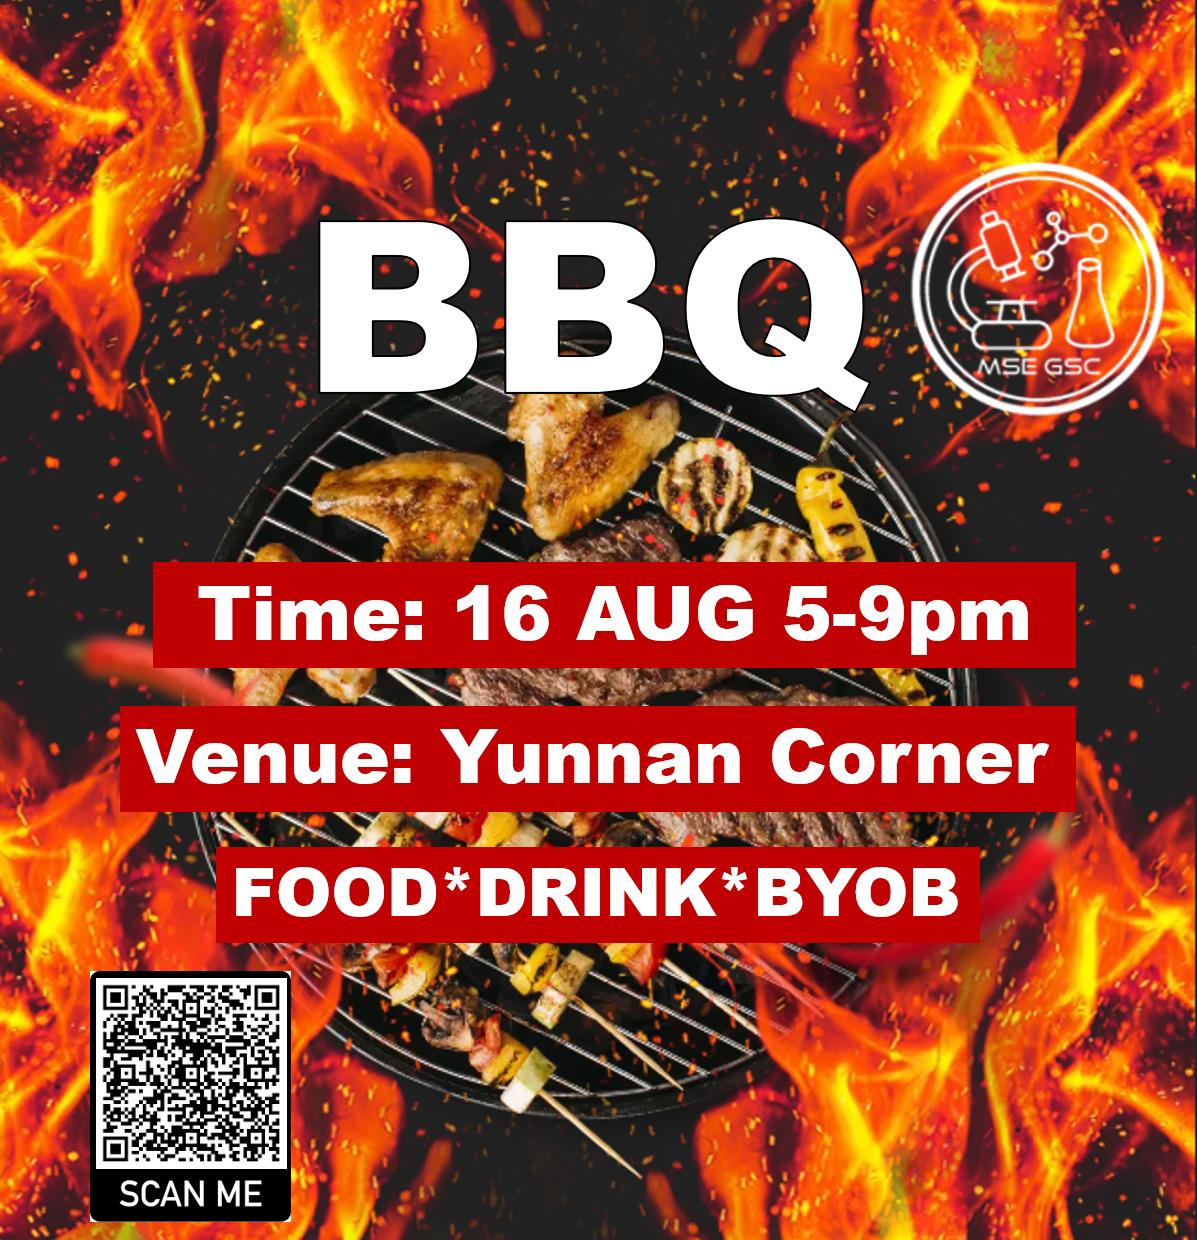 BBQ
MSE GSC
Time: 16 AUG 5-9pm
Venue: Yunnan Corner
FOOD*DRINK*BYOB
SCAN ME